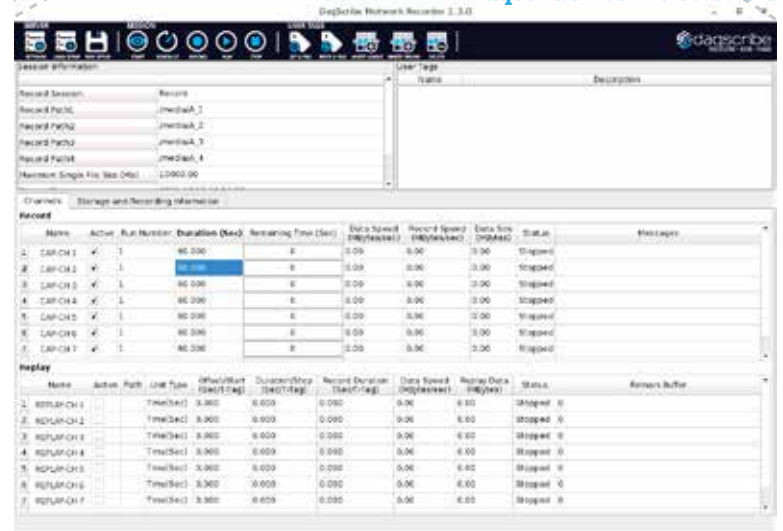 DaqScribe Network Recorder 2.3.0
SERVER SESSION USER TAGS
daqscribe
Session Information
User Tags
Name Description
Record Session Record
Record Path1 /media/A_1
Record Path2 /media/A_2
Record Path3 /media/A_3
Record Path4 /media/A_4
Maximum Single File Size (Mb) 10000.00
Channels Storage and Recording Information
Record
Name Active Run Number Duration (Sec) Remaining Time (Sec) Data Speed (MBytes/sec) Record Speed (MBytes/sec) Data Size (MBytes) Status Messages
1 CAP-CH 1 1 60.000 0 0.00 0.00 0.00 Stopped
2 CAP-CH 2 1 60.000 0 0.00 0.00 0.00 Stopped
3 CAP-CH 3 1 60.000 0 0.00 0.00 0.00 Stopped
4 CAP-CH 4 1 60.000 0 0.00 0.00 0.00 Stopped
5 CAP-CH 5 1 60.000 0 0.00 0.00 0.00 Stopped
6 CAP-CH 6 1 60.000 0 0.00 0.00 0.00 Stopped
7 CAP-CH 7 1 60.000 0 0.00 0.00 0.00 Stopped
Replay
Name Active Path Unit Type Offset/Start (Sec/T-Tag) Duration/Stop (Sec/T-Tag) Record Duration (Sec/T-Tag) Data Speed (MBytes/sec) Replay Data (MBytes) Status Remain Buffer
1 REPLAY-CH 1 Time(Sec) 0.000 0.000 0.000 0.00 0.00 Stopped 0
2 REPLAY-CH 2 Time(Sec) 0.000 0.000 0.000 0.00 0.00 Stopped 0
3 REPLAY-CH 3 Time(Sec) 0.000 0.000 0.000 0.00 0.00 Stopped 0
4 REPLAY-CH 4 Time(Sec) 0.000 0.000 0.000 0.00 0.00 Stopped 0
5 REPLAY-CH 5 Time(Sec) 0.000 0.000 0.000 0.00 0.00 Stopped 0
6 REPLAY-CH 6 Time(Sec) 0.000 0.000 0.000 0.00 0.00 Stopped 0
7 REPLAY-CH 7 Time(Sec) 0.000 0.000 0.000 0.00 0.00 Stopped 0